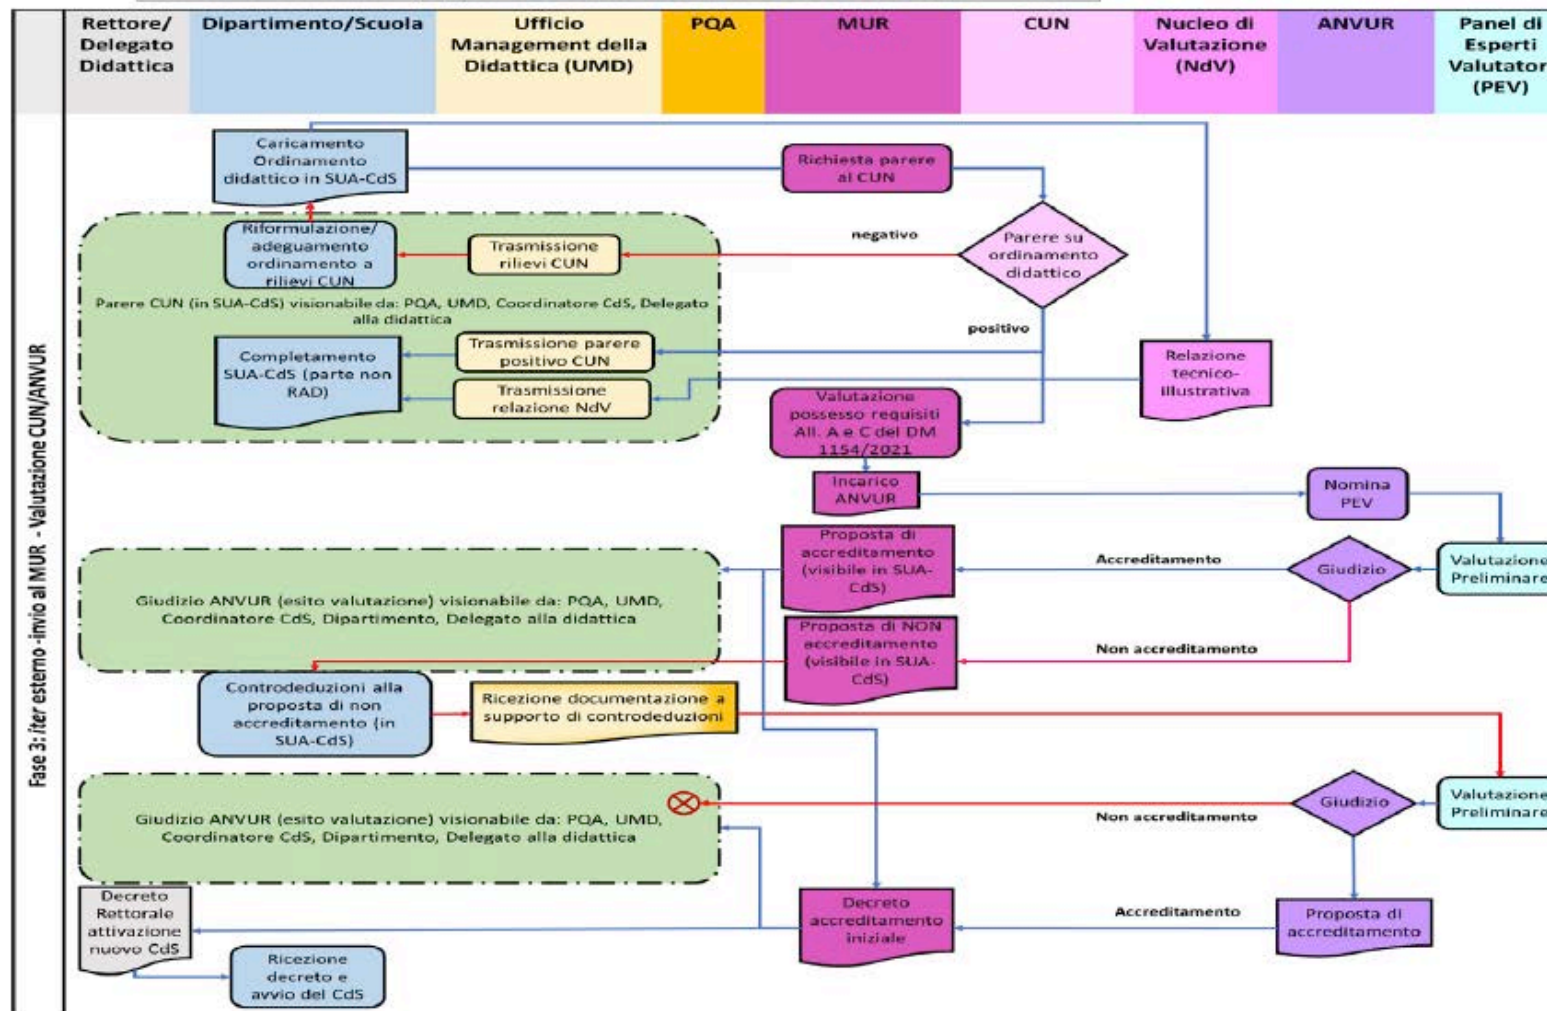 Rettore/
Delegato
Didattica
Dipartimento/Scuola
Ufficio
Management della
Didattica (UMD)
PQA
MUR
CUN
Nucleo di
Valutazione
(NdV)
ANVUR
Panel di
Esperti
Valutator
(PEV)
Fase 3: iter esterno -invio al MUR - Valutazione CUN/ANVUR
Caricamento
Ordinamento
didattico in SUA-CdS
Richiesta parere
al CUN
Riformulazione/
adeguamento
ordinamento a
rilievi CUN
Trasmissione
rilievi CUN
negativo
Parere su
ordinamento
didattico
Parere CUN (in SUA-CdS) visionabile da: PQA, UMD, Coordinatore CdS, Delegato
alla didattica
positivo
Completamento
SUA-CdS (parte non
RAD)
Trasmissione parere
positivo CUN
Trasmissione
relazione NdV
Relazione
tecnico-
illustrativa
Valutazione
possesso requisiti
All. A e C del DM
1154/2021
Incarico
ANVUR
Nomina
PEV
Proposta di
accreditamento
(visibile in SUA-
CdS)
Accreditamento
Giudizio
Valutazione
Preliminare
Giudizio ANVUR (esito valutazione) visionabile da: PQA, UMD,
Coordinatore CdS, Dipartimento, Delegato alla didattica
Proposta di NON
accreditamento
(visibile in SUA-
CdS)
Non accreditamento
Controdeduzioni alla
proposta di non
accreditamento (in
SUA-CdS)
Ricezione documentazione a
supporto di controdeduzioni
Giudizio ANVUR (esito valutazione) visionabile da: PQA, UMD,
Coordinatore CdS, Dipartimento, Delegato alla didattica
Non accreditamento
Giudizio
Valutazione
Preliminare
Decreto
Rettorale
attivazione
nuovo CdS
Decreto
accreditamento
iniziale
Accreditamento
Proposta di
accreditamento
Ricezione
decreto e
avvio del CdS